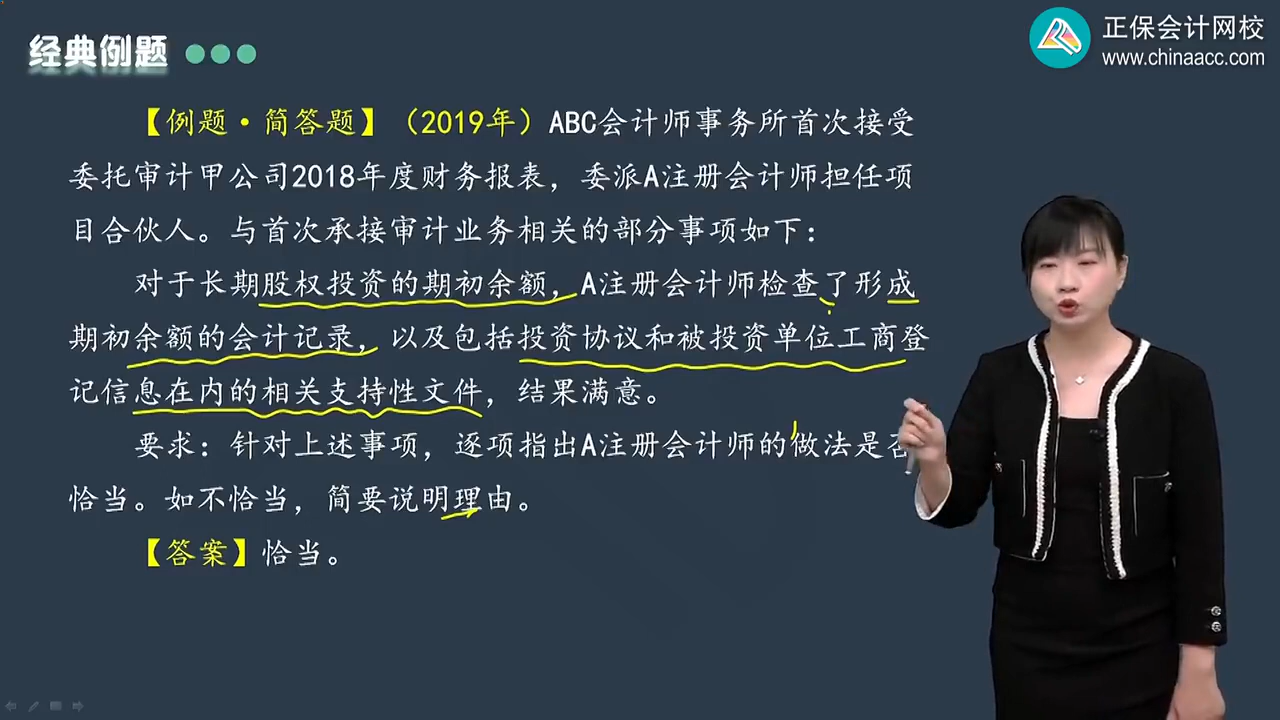 经典例题
正保会计网校
www.chinaacc.com
【例题·简答题】（2019年）ABC会计师事务所首次接受
委托审计甲公司2018年度财务报表，委派A注册会计师担任项
目合伙人。与首次承接审计业务相关的部分事项如下：
对于长期股权投资的期初余额，A注册会计师检查了形成
期初余额的会计记录，以及包括投资协议和被投资单位工商登
记信息在内的相关支持性文件，结果满意。
要求：针对上述事项，逐项指出A注册会计师的做法是否
恰当。如不恰当，简要说明理由。
【答案】恰当。